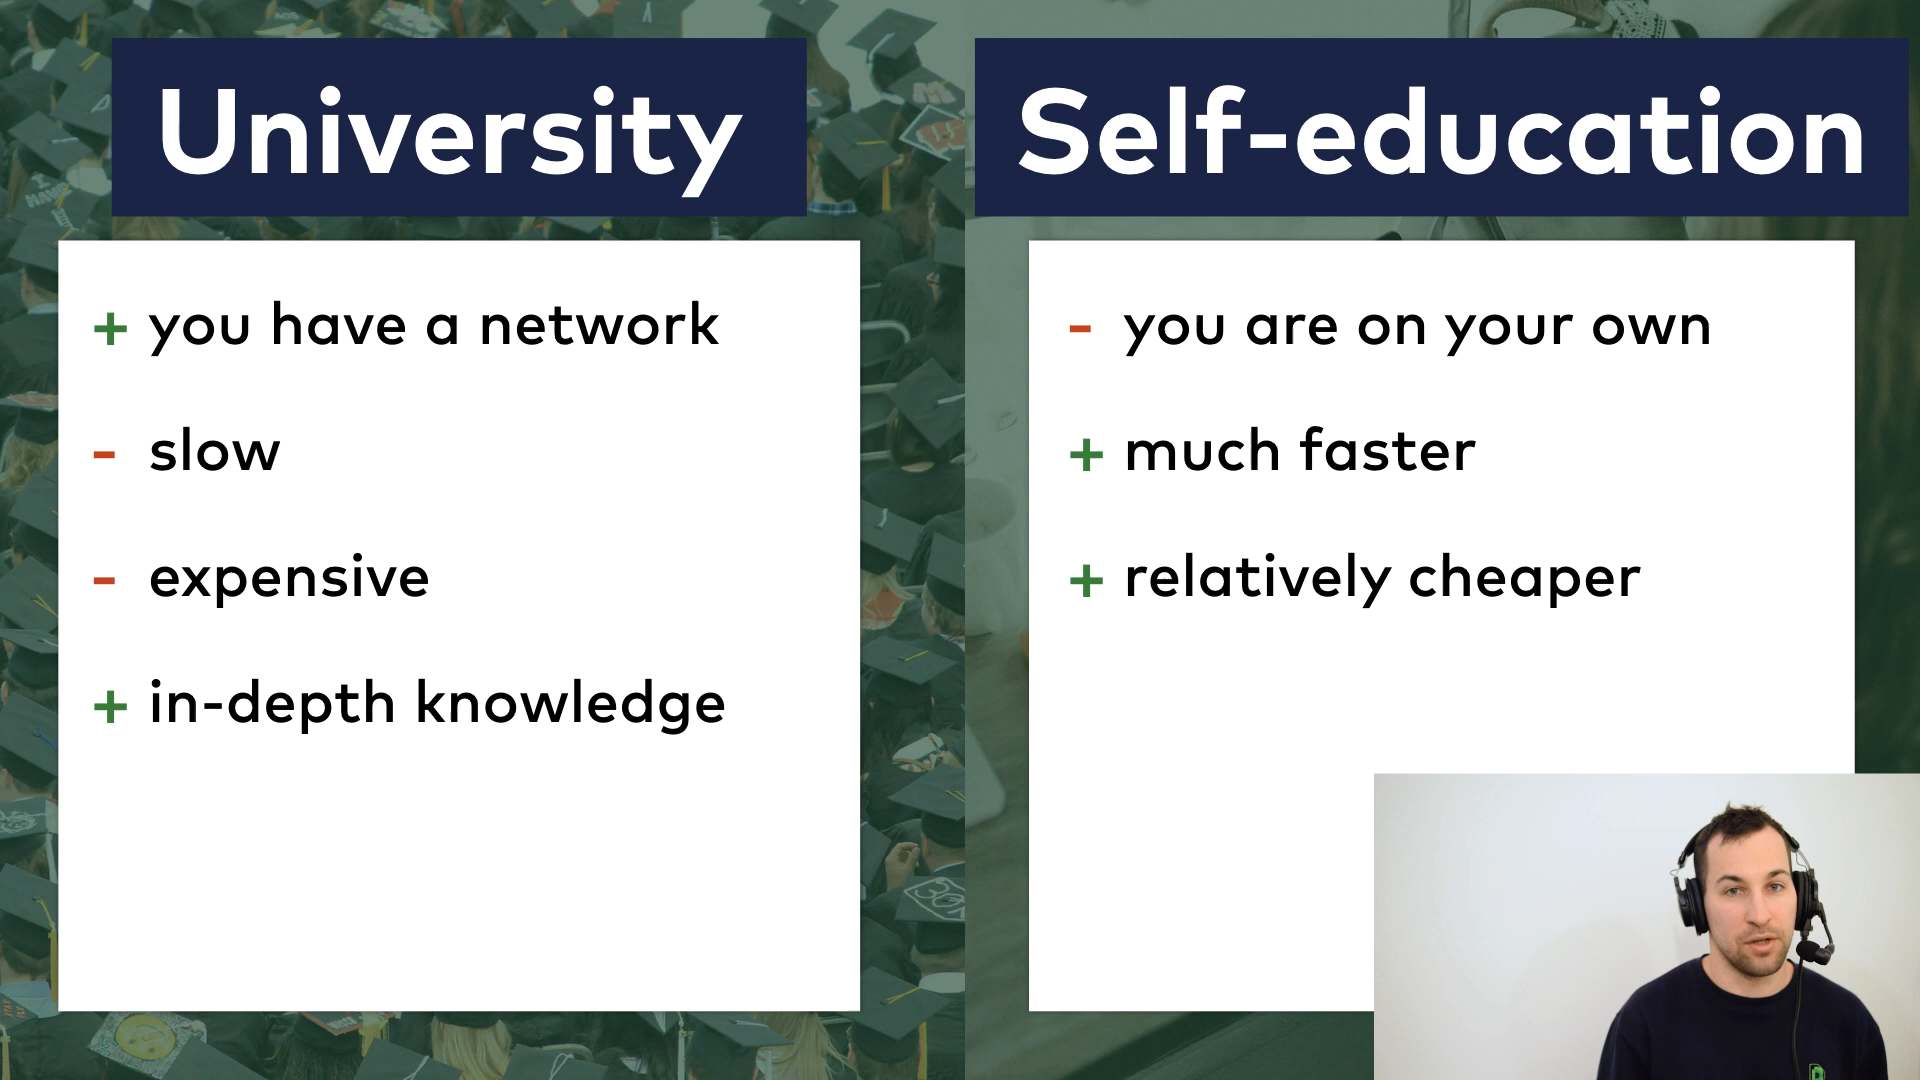 University
+ you have a network
- slow
- expensive
+ in-depth knowledge
Self-education
- you are on your own
+ much faster
+ relatively cheaper